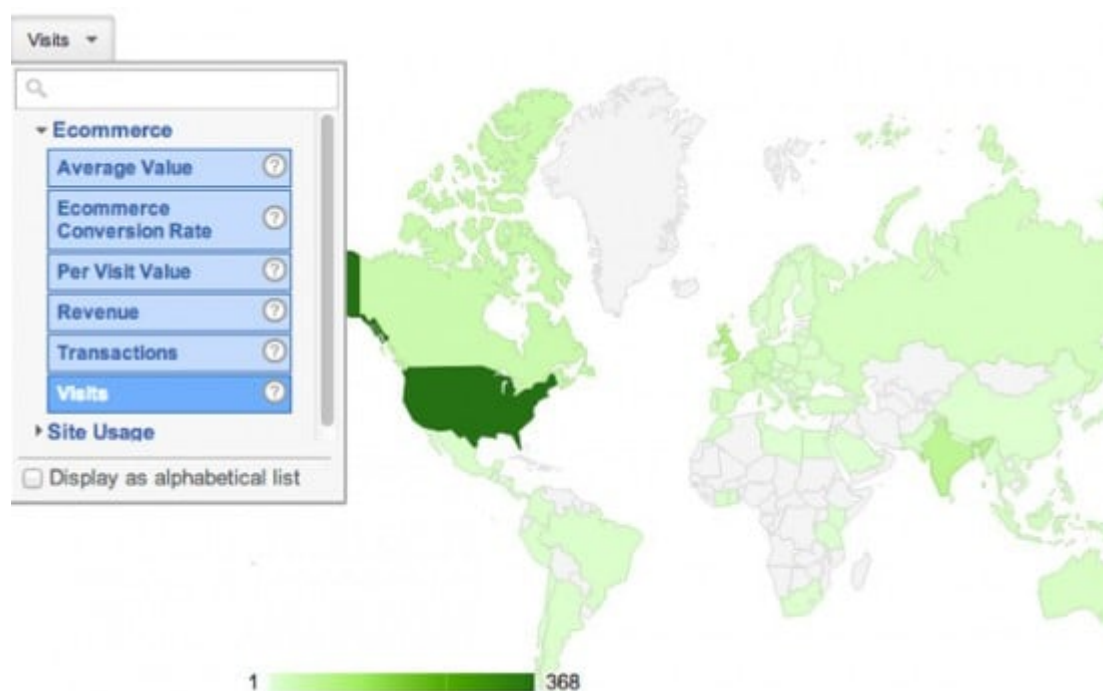 Visits
Ecommerce
Average Value
Ecommerce
Conversion Rate
Per Visit Value
Revenue
Transactions
Visits
Site Usage
Display as alphabetical list
1 368